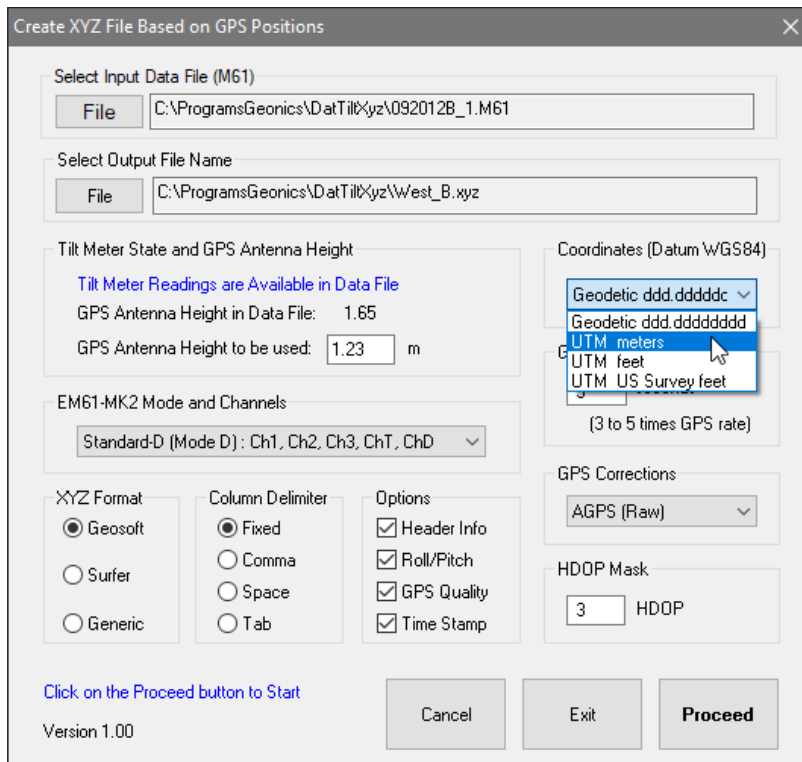 Create XYZ File Based on GPS Positions
Select Input Data File (M61)
File
C:\ProgramsGeonics\DatTiltXyz\092012B_1.M61
Select Output File Name
File
C:\ProgramsGeonics\DatTiltXyz\West_B.xyz
Tilt Meter State and GPS Antenna Height
Tilt Meter Readings are Available in Data File
GPS Antenna Height in Data File: 1.65
GPS Antenna Height to be used: 1.23 m
Coordinates (Datum WGS84)
Geodetic ddd.ddddd
Geodetic ddd.dddddddd
UTM meters
UTM feet
UTM US Survey feet
(3 to 5 times GPS rate)
EM61-MK2 Mode and Channels
Standard-D (Mode D) : Ch1, Ch2, Ch3, ChT, ChD
GPS Corrections
AGPS (Raw)
XYZ Format
Geosoft
Surfer
Generic
Column Delimiter
Fixed
Comma
Space
Tab
Options
Header Info
Roll/Pitch
GPS Quality
Time Stamp
HDOP Mask
3 HDOP
Click on the Proceed button to Start
Version 1.00
Cancel
Exit
Proceed